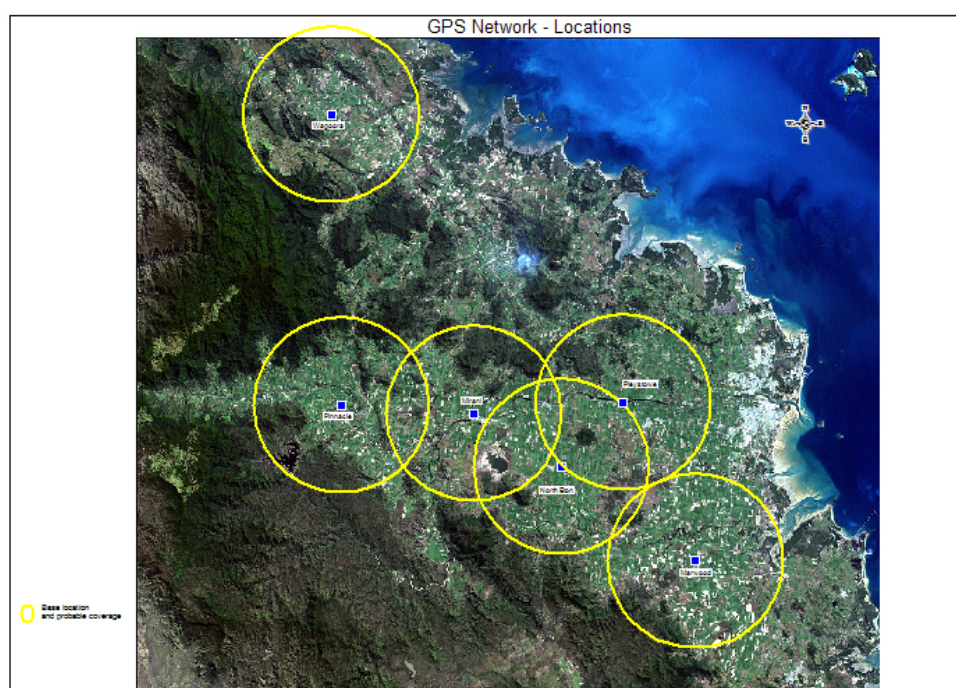 GPS Network - Locations
N
W E
S
Wagoora
Pleystowe
Mirani
Pinnacle
North Eton
Marwood
Base location
and probable coverage